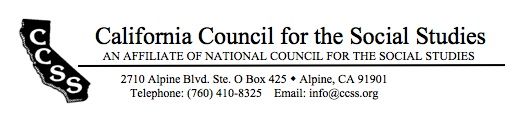 CCSS
California Council for the Social Studies
AN AFFILIATE OF NATIONAL COUNCIL FOR THE SOCIAL STUDIES
2710 Alpine Blvd. Ste. O Box 425 ♦ Alpine, CA 91901
Telephone: (760) 410-8325 Email: info@ccss.org